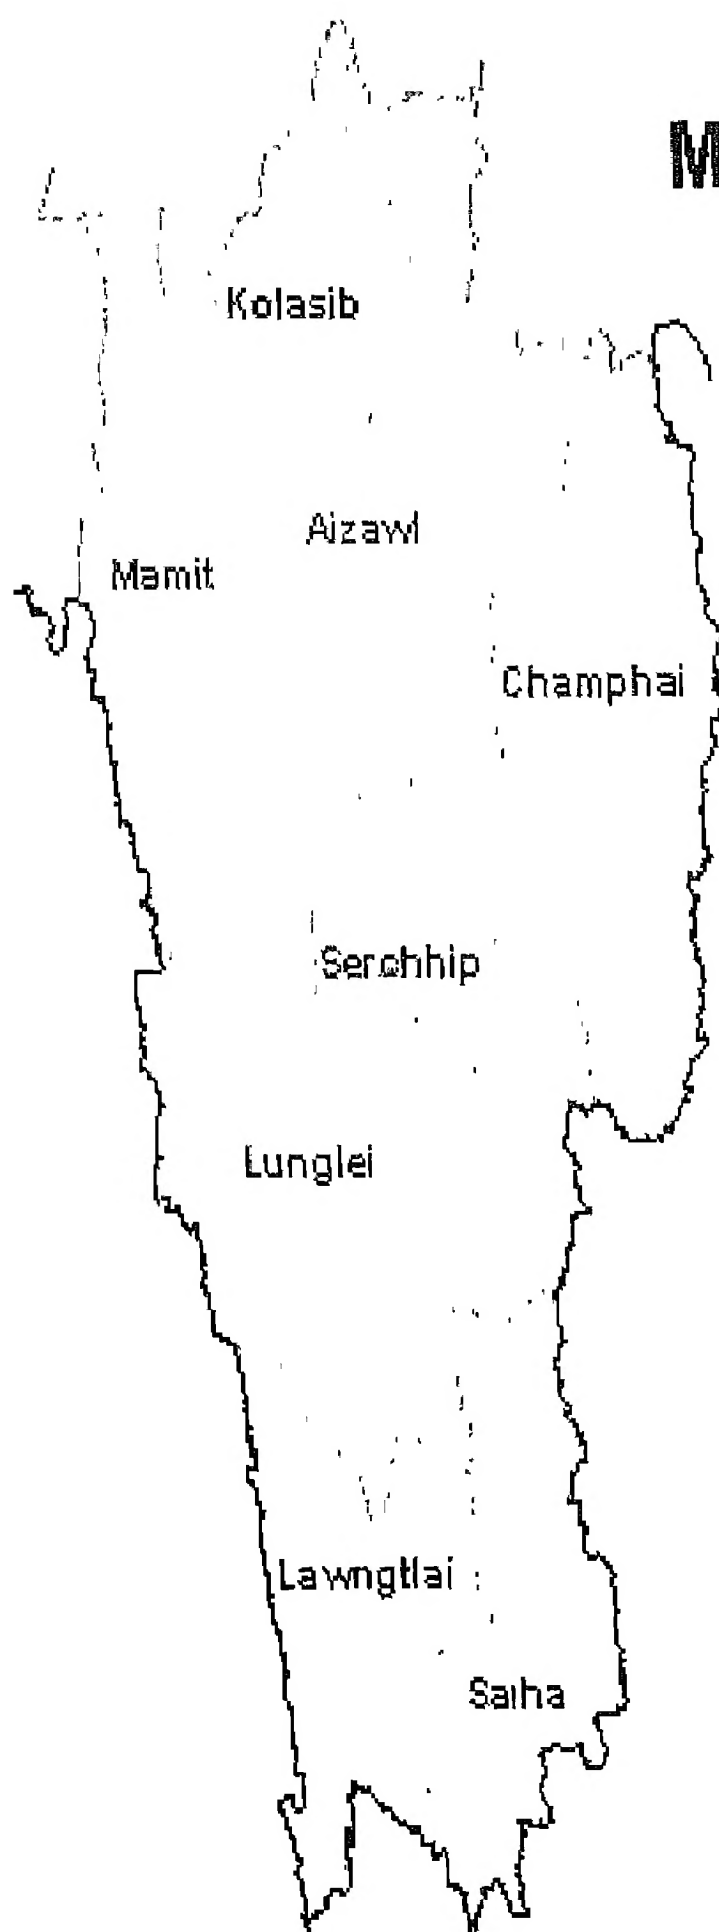 M
Kolasib
Aizawl
Mamit
Champhai
Serchhip
Lunglei
Lawngtlai
Saiha